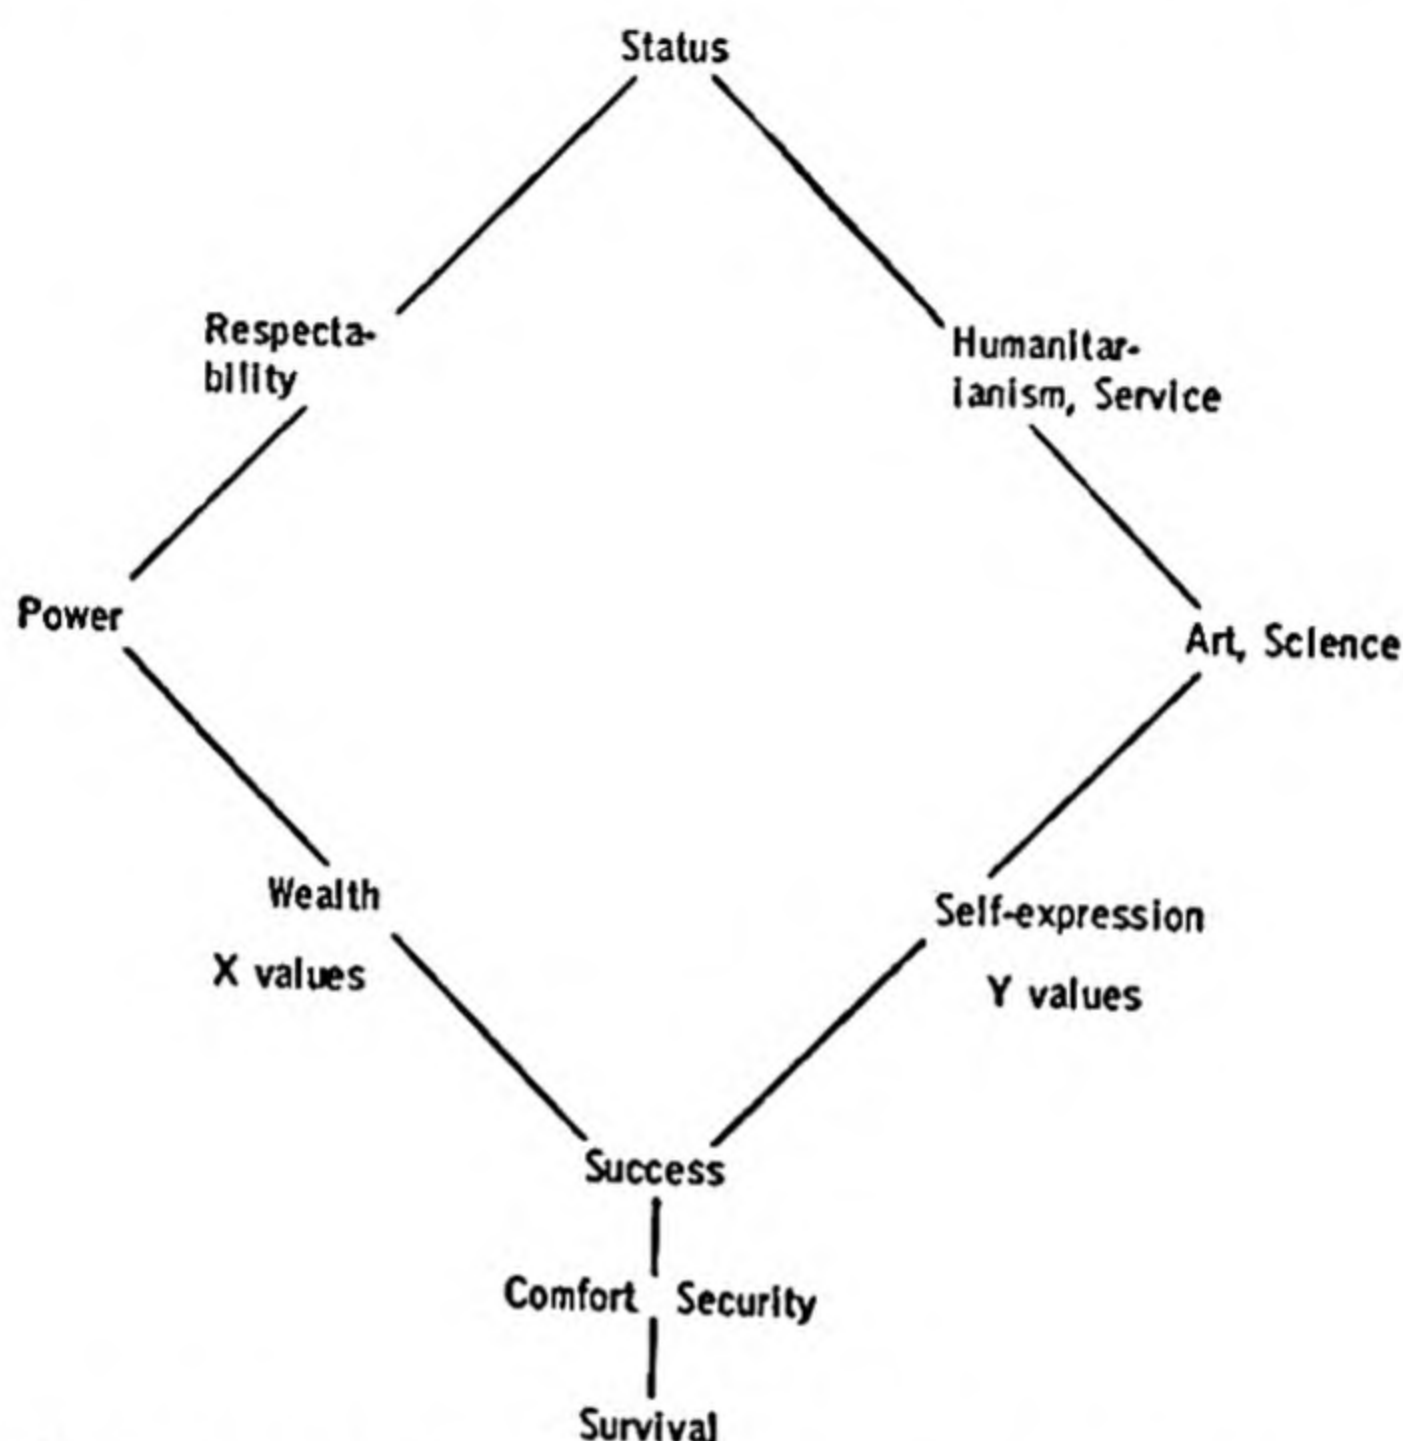 Status
Respecta-
bility
Humanitar-
ianism, Service
Power
Art, Science
Wealth
Self-expression
X values
Y values
Success
Comfort Security
Survival